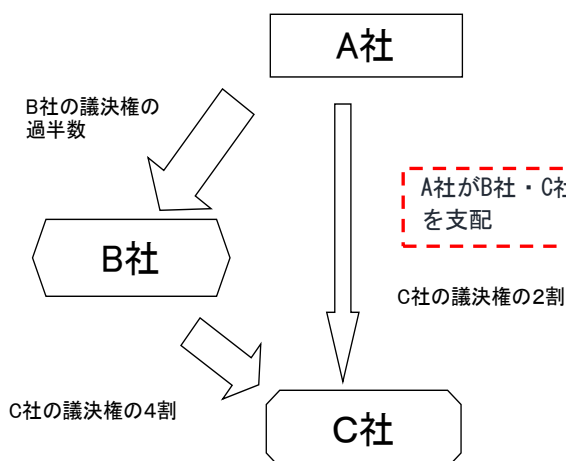 A社
B社の議決権の
過半数
A社がB社・C社
を支配
B社
C社の議決権の2割
C社の議決権の4割
C社